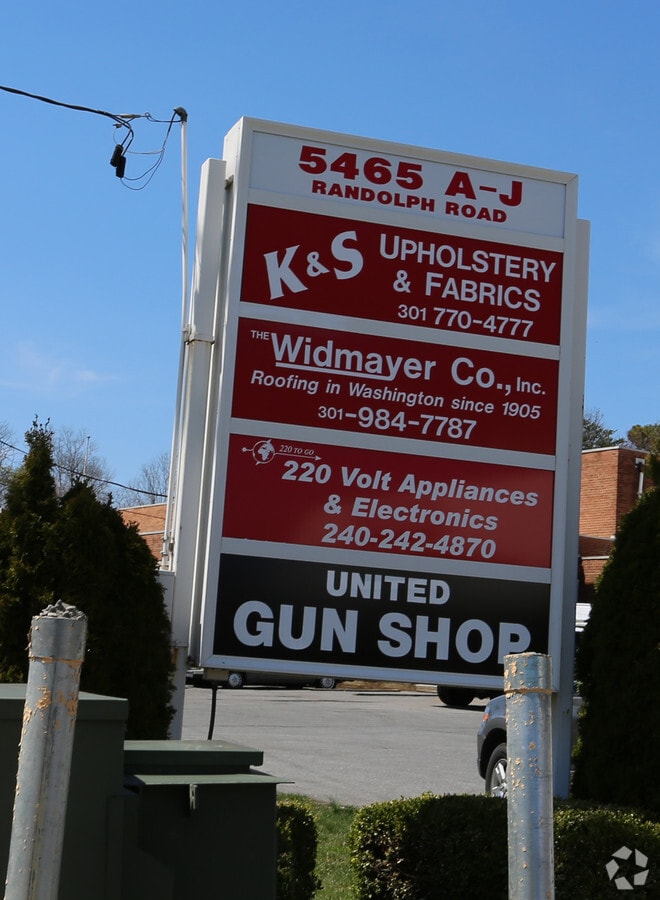 5465 A-J
RANDOLPH ROAD
K&S UPHOLSTERY
& FABRICS
301 770-4777
THE WIDMAYER CO., INC.
Roofing in Washington since 1905
301-984-7787
220 TO GO
220 Volt Appliances
& Electronics
240-242-4870
UNITED
GUN SHOP